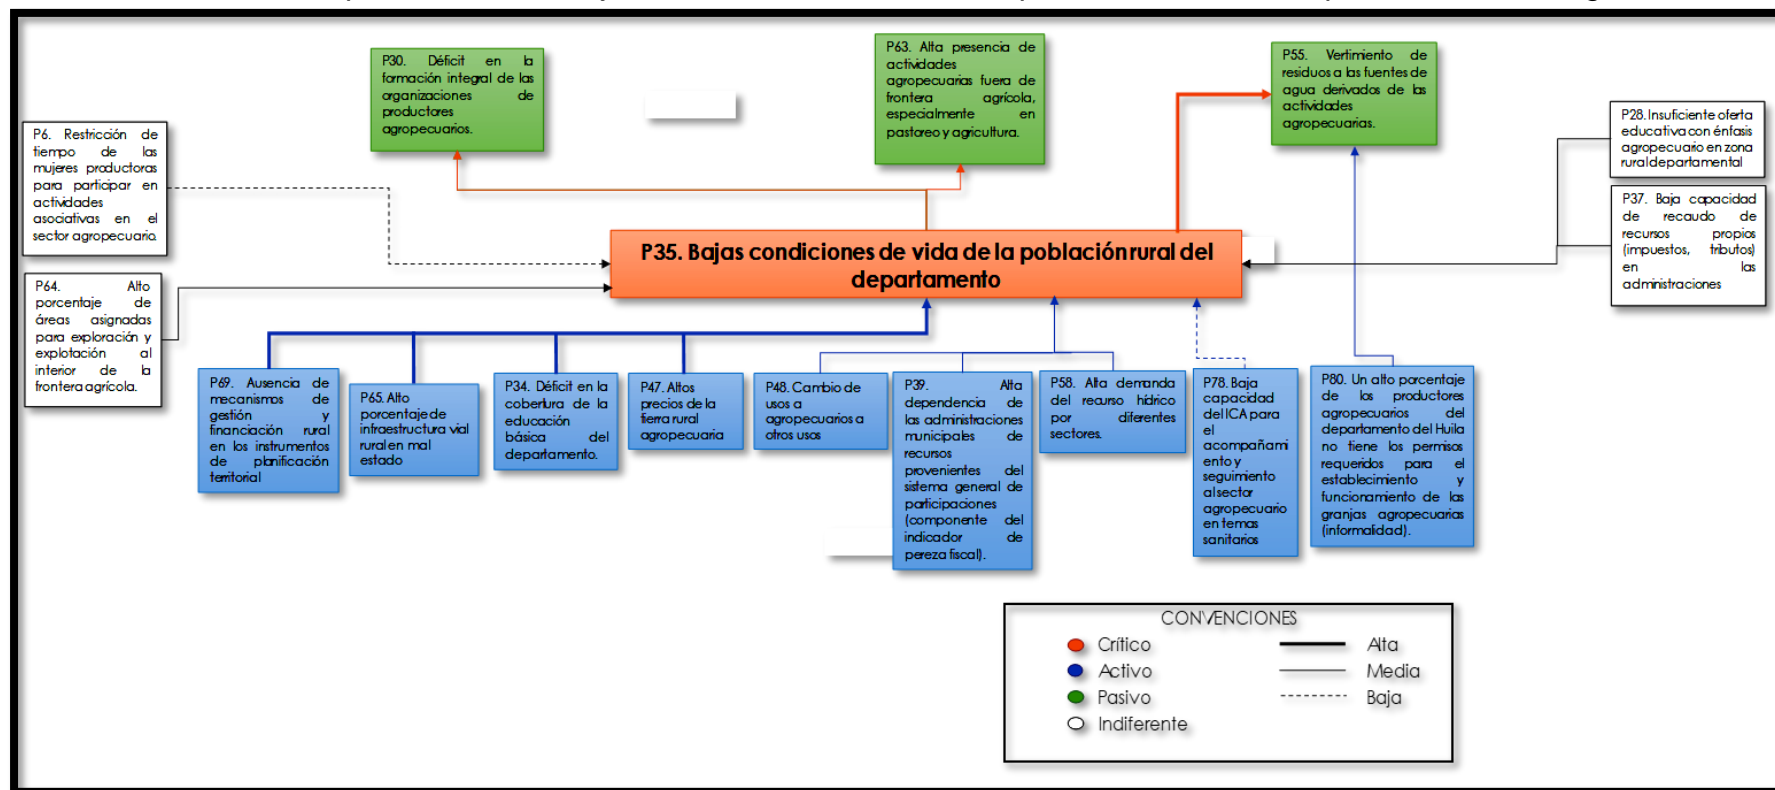 P30. Déficit en la
formación integral de las
organizaciones de
productores
agropecuarios.
P63. Alta presencia de
actividades
agropecuarias fuera de
frontera agrícola,
especialmente en
pastoreo y agricultura.
P55. Vertimiento de
residuos a las fuentes de
agua derivados de las
actividades
agropecuarias.
P6. Restricción de
tiempo de las
mujeres productoras
para participar en
actividades
asociativas en el
sector agropecuario.
P28. Insuficiente oferta
educativa con énfasis
agropecuario en zona
rural departamental
P37. Baja capacidad
de recaudo de
recursos propios
(impuestos, tributos)
en las
administraciones
P35. Bajas condiciones de vida de la población rural del
departamento
P64. Alto
porcentaje de
áreas asignadas
para exploración y
explotación al
interior de la
frontera agrícola.
P69. Ausencia de
mecanismos de
gestión y
financiación rural
en los instrumentos
de planificación
territorial
P65. Alto
porcentaje de
infraestructura vial
rural en mal
estado
P34. Déficit en la
cobertura de la
educación
básica del
departamento.
P47. Altos
precios de la
tierra rural
agropecuaria
P48. Cambio de
usos a
agropecuarios a
otros usos
P39. Alta
dependencia de
las administraciones
municipales de
recursos
provenientes del
sistema general de
participaciones
(componente del
indicador de
pereza fiscal).
P58. Alta demanda
del recurso hídrico
por diferentes
sectores.
P78. Baja
capacidad
del ICA para
el
acompañami
ento y
seguimiento
al sector
agropecuario
en temas
sanitarios
P80. Un alto porcentaje
de los productores
agropecuarios del
departamento del Huila
no tiene los permisos
requeridos para el
establecimiento y
funcionamiento de las
granjas agropecuarias
(informalidad).
CONVENCIONES
Crítico
Alta
Activo
Media
Pasivo
Baja
Indiferente